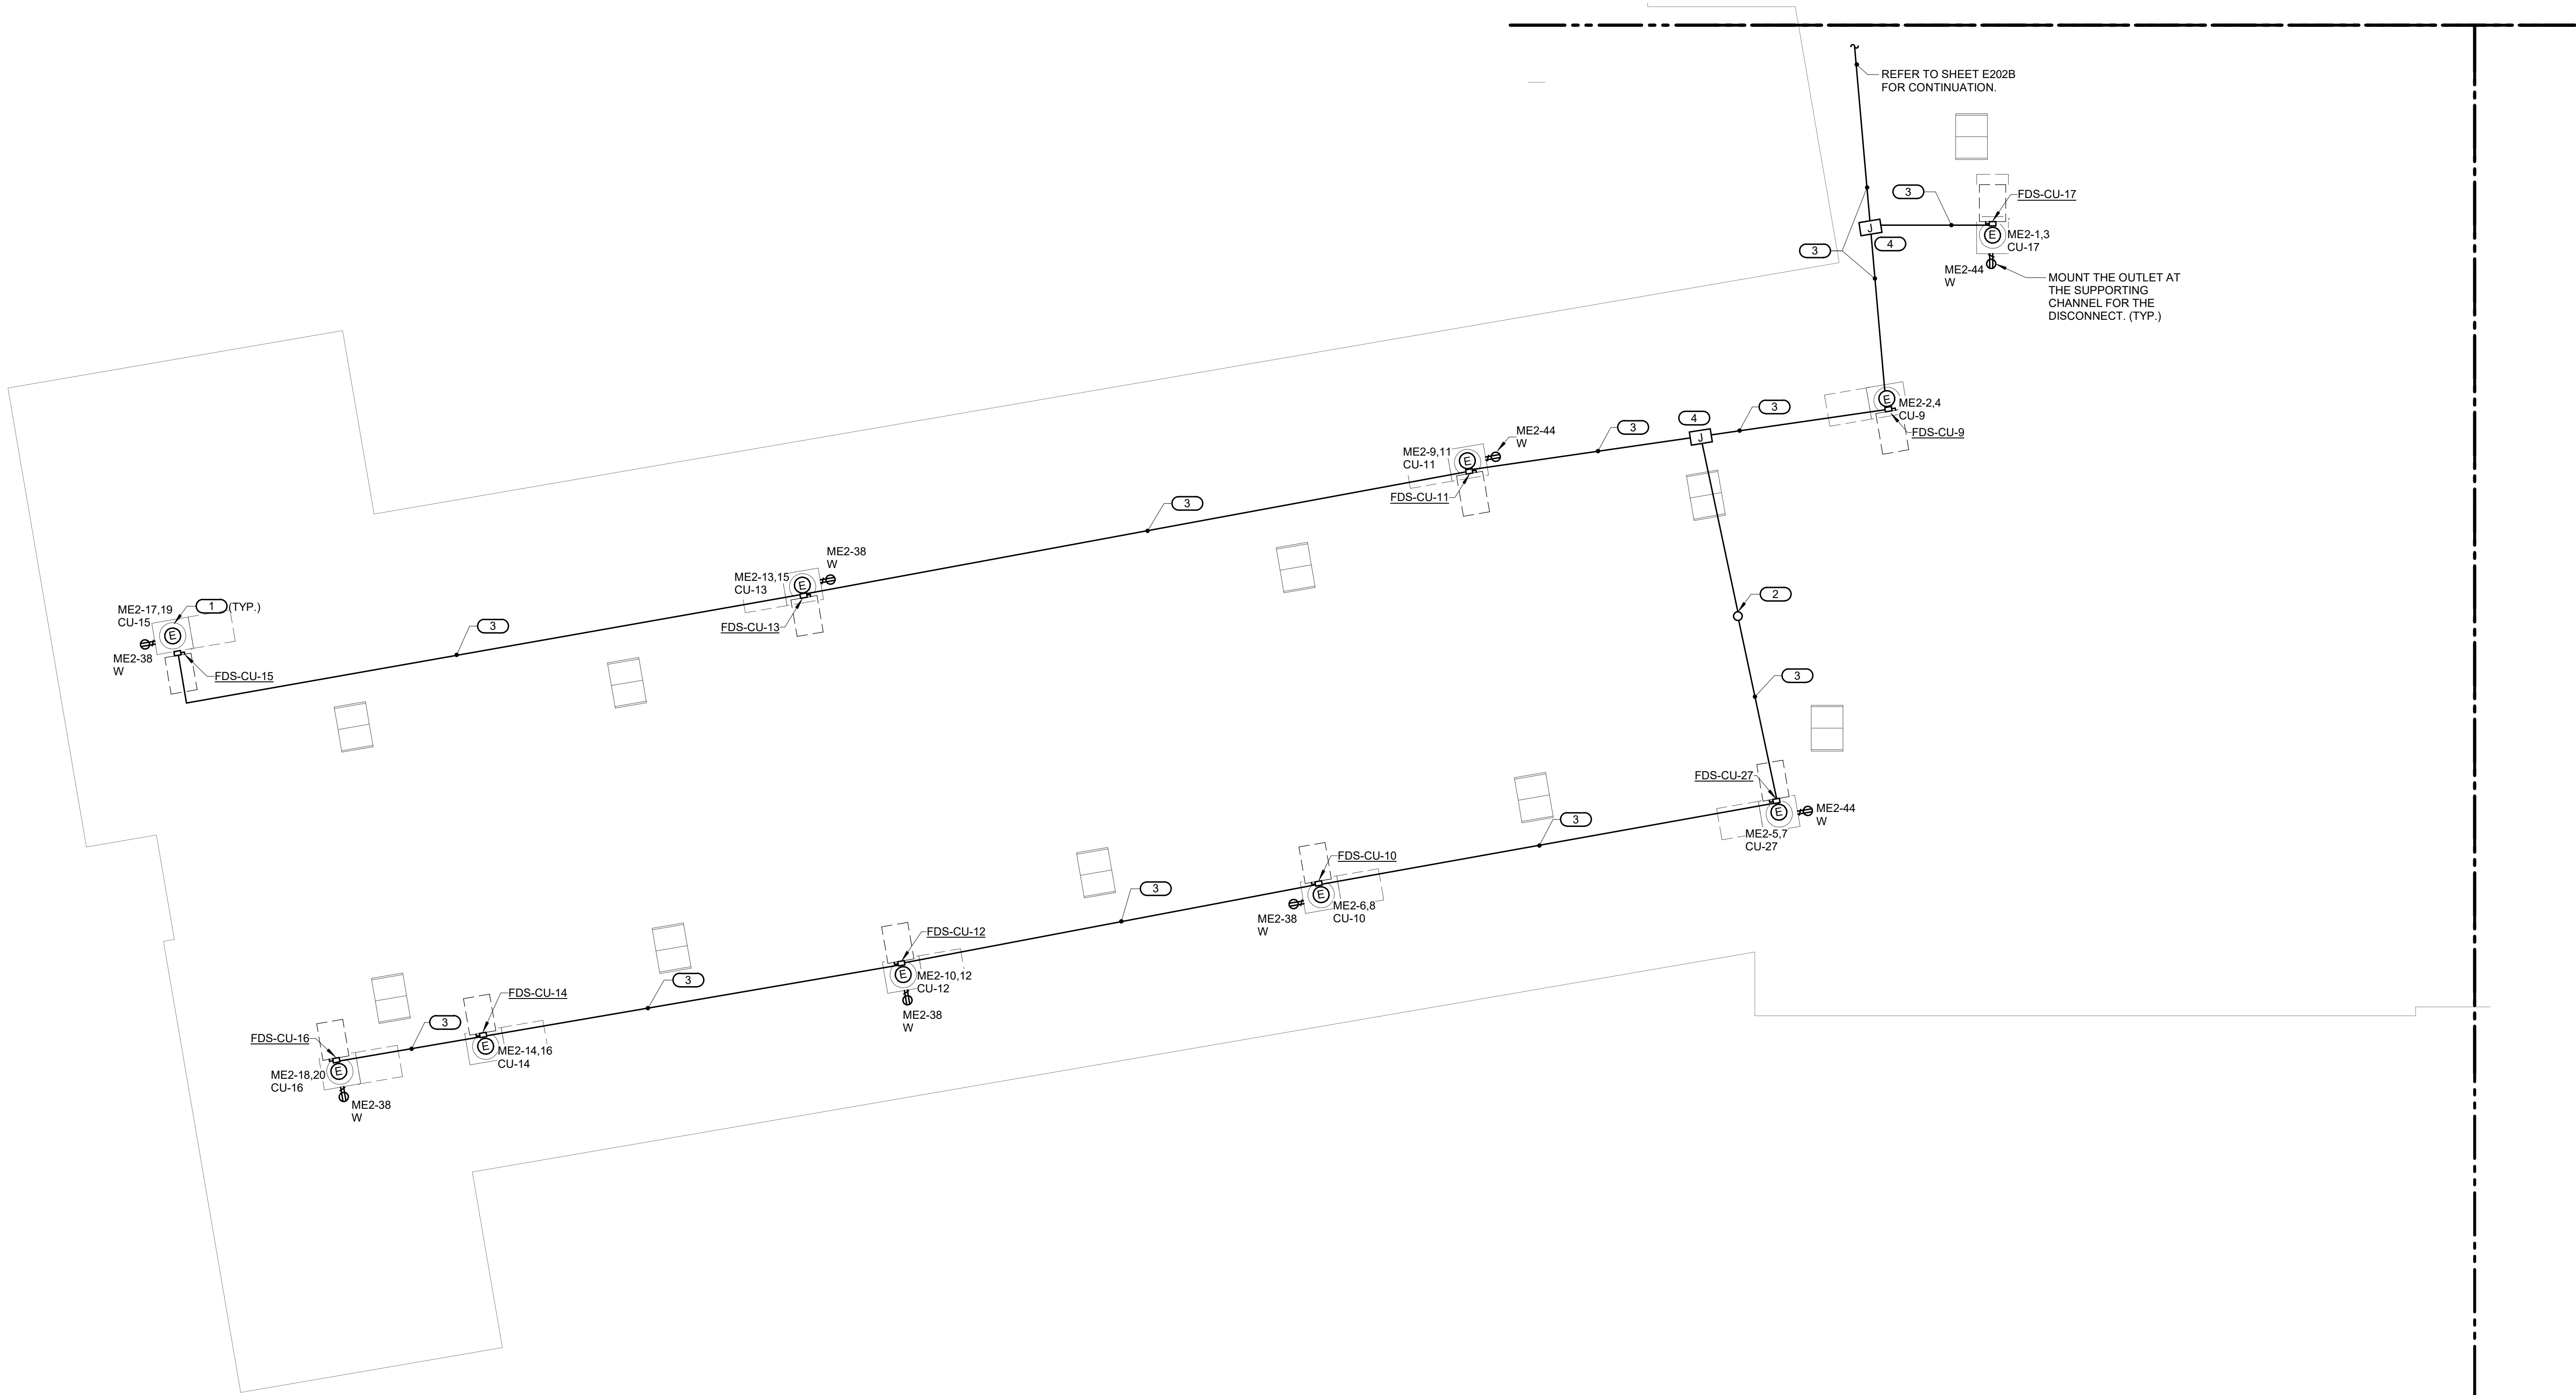 REFER TO SHEET E202B
FOR CONTINUATION.
3
FDS-CU-17
J
4
3
E
ME2-1,3
CU-17
ME2-44
W
MOUNT THE OUTLET AT
THE SUPPORTING
CHANNEL FOR THE
DISCONNECT. (TYP.)
E
ME2-2,4
CU-9
FDS-CU-9
3
4
J
3
ME2-44
W
ME2-9,11
CU-11
E
FDS-CU-11
3
ME2-38
W
ME2-13,15
CU-13
E
FDS-CU-13
3
ME2-17,19
CU-15
1
(TYP.)
E
ME2-38
W
FDS-CU-15
2
3
FDS-CU-27
E
ME2-44
W
ME2-5,7
CU-27
3
FDS-CU-10
E
ME2-6,8
CU-10
ME2-38
W
3
FDS-CU-12
E
ME2-10,12
CU-12
ME2-38
W
3
FDS-CU-14
E
ME2-14,16
CU-14
3
FDS-CU-16
E
ME2-18,20
CU-16
ME2-38
W